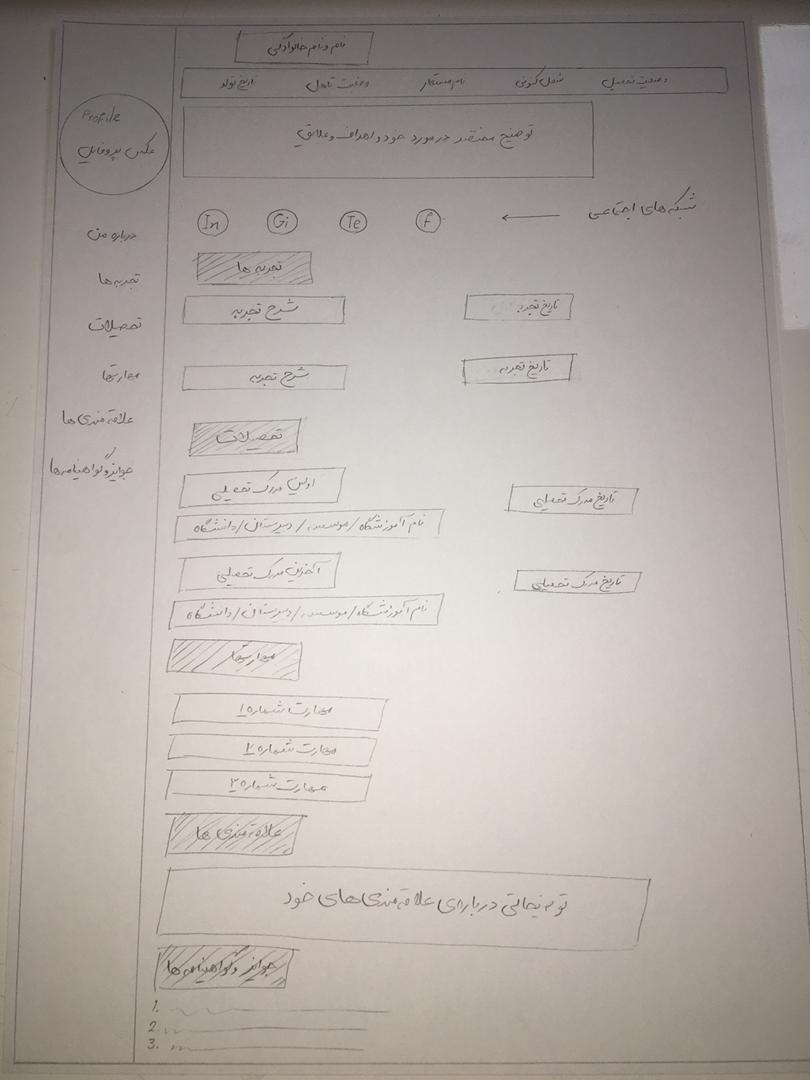 نام و نام خانوادگی
وضعیت تحصیل شغل کنونی نام مستعار وضعیت تاهل تاریخ تولد
Profile
عکس پروفایل
توضیح مختصر در مورد خود و اهداف و علایق
شبکه های اجتماعی
In Gi Te f
درباره من
تجربه ها
تحصیلات
مهارتها
علاقه مندی ها
جوایز و گواهینامه ها
تجربه ها
تاریخ تجربه شرح تجربه
تاریخ تجربه شرح تجربه
تحصیلات
تاریخ مدرک تحصیلی اولین مدرک تحصیلی
نام آموزشگاه / موسسه / دبیرستان / دانشگاه
تاریخ مدرک تحصیلی آخرین مدرک تحصیلی
نام آموزشگاه / موسسه / دبیرستان / دانشگاه
مهارتها
مهارت شماره ۱
مهارت شماره ۲
مهارت شماره ۳
علاقه مندی ها
توضیحاتی درباره ی علاقه مندی های خود
جوایز و گواهینامه ها
1.
2.
3.